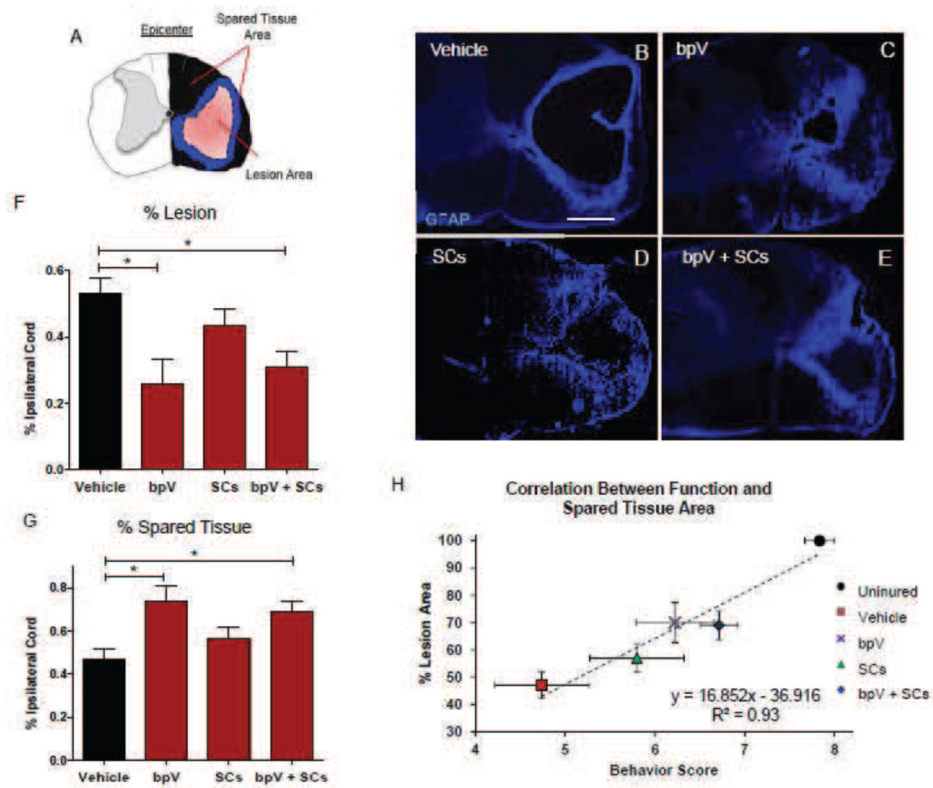 A
Epicenter
Spared Tissue
Area
Lesion Area
Vehicle
B
GFAP
bpV
C
SCs
D
bpV + SCs
E
F
% Lesion
*
*
% Ipsilateral Cord
0.6
0.4
0.2
0.0
Vehicle
bpV
SCs
bpV + SCs
G
% Spared Tissue
*
*
% Ipsilateral Cord
0.8
0.6
0.4
0.2
0.0
Vehicle
bpV
SCs
bpV + SCs
H
Correlation Between Function and
Spared Tissue Area
% Lesion Area
100
90
80
70
60
50
40
30
4
5
6
7
8
Behavior Score
y = 16.852x - 36.916
R² = 0.93
Uninured
Vehicle
bpV
SCs
bpV + SCs